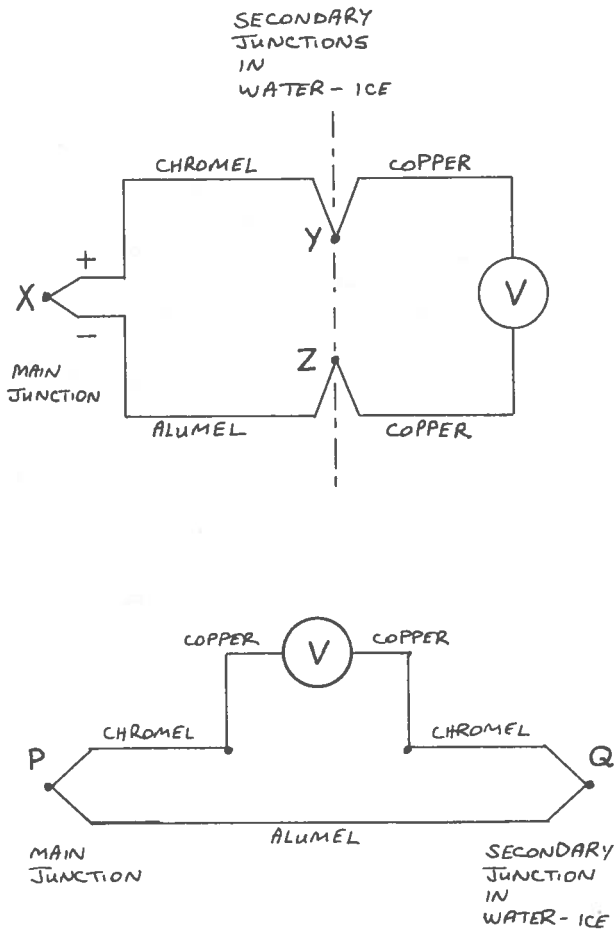 SECONDARY
JUNCTIONS
IN
WATER - ICE
CHROMEL
COPPER
Y
+
X
V
-
Z
MAIN
JUNCTION
ALUMEL
COPPER
COPPER
V
COPPER
CHROMEL
CHROMEL
P
Q
ALUMEL
MAIN
JUNCTION
SECONDARY
JUNCTION
IN
WATER - ICE